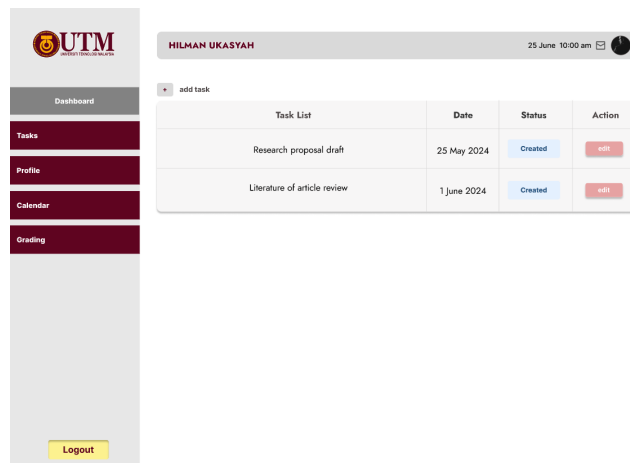 UTM
UNIVERSITI TEKNOLOGI MALAYSIA
HILMAN UKASYAH
25 June 10:00 am
Dashboard
Tasks
Profile
Calendar
Grading
Logout
+ add task
Task List Date Status Action
Research proposal draft 25 May 2024 Created edit
Literature of article review 1 June 2024 Created edit